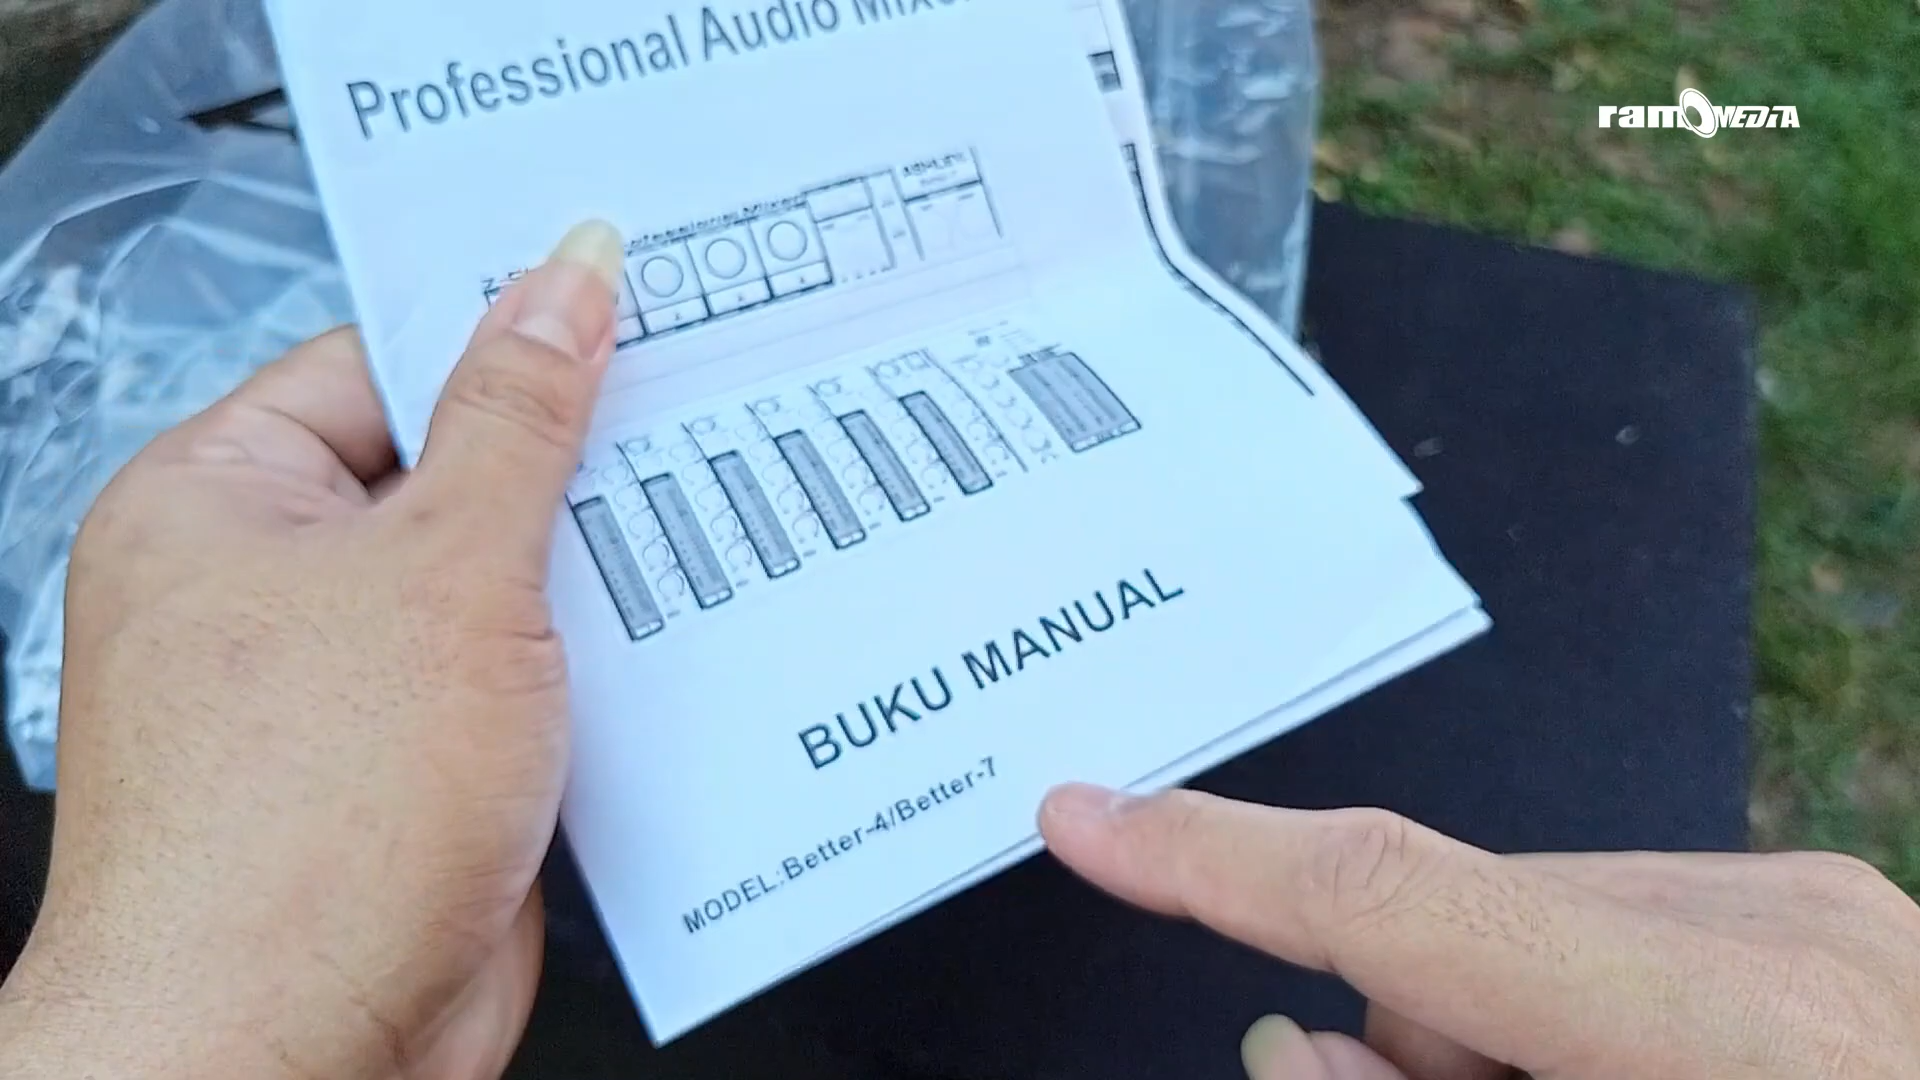 Professional Audio Mixer
ramOMEDIA
BUKU MANUAL
MODEL:Better-4/Better-7